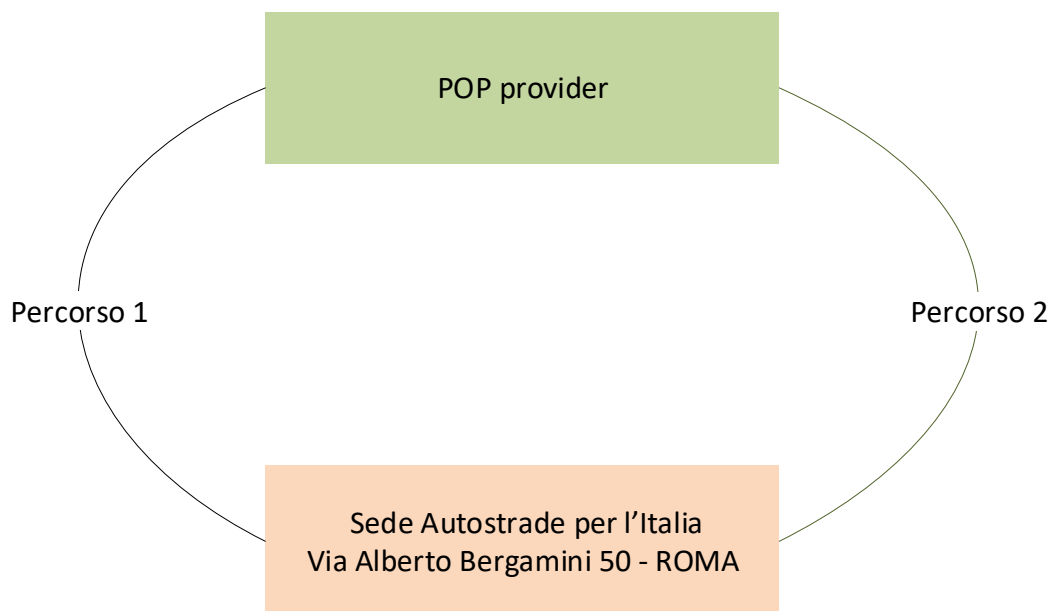 POP provider
Percorso 1
Percorso 2
Sede Autostrade per l’Italia
Via Alberto Bergamini 50 - ROMA